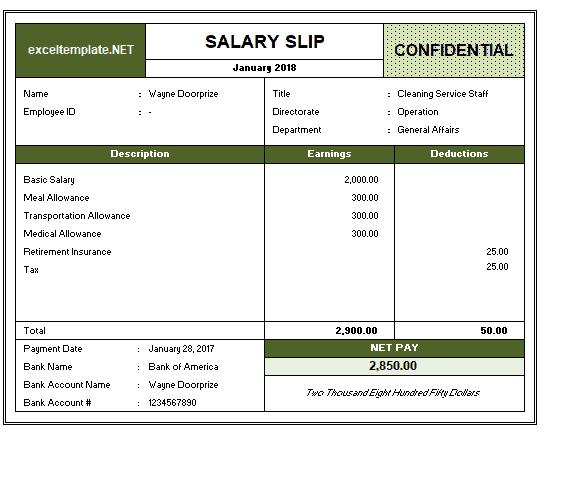 exceltemplate.NET
SALARY SLIP
CONFIDENTIAL
January 2018
Name : Wayne Doorprize Title : Cleaning Service Staff
Employee ID : - Directorate : Operation
Department : General Affairs
Description Earnings Deductions
Basic Salary 2,000.00
Meal Allowance 300.00
Transportation Allowance 300.00
Medical Allowance 300.00
Retirement Insurance 25.00
Tax 25.00
Total 2,900.00 50.00
Payment Date : January 28, 2017 NET PAY
Bank Name : Bank of America 2,850.00
Bank Account Name : Wayne Doorprize
Two Thousand Eight Hundred Fifty Dollars
Bank Account # : 1234567890